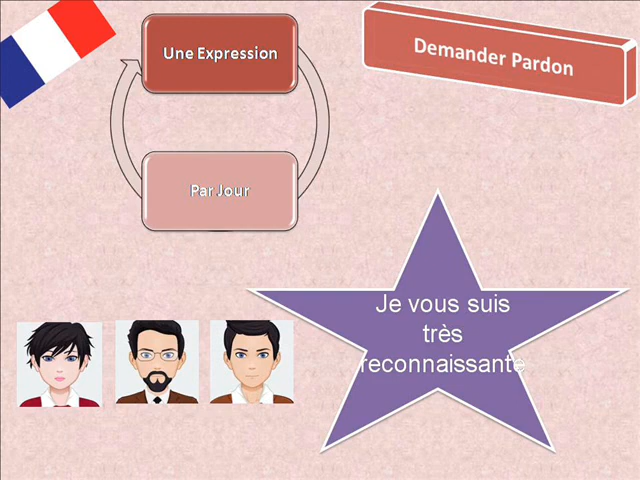 Une Expression
Demander Pardon
Par Jour
Je vous suis
très
reconnaissante